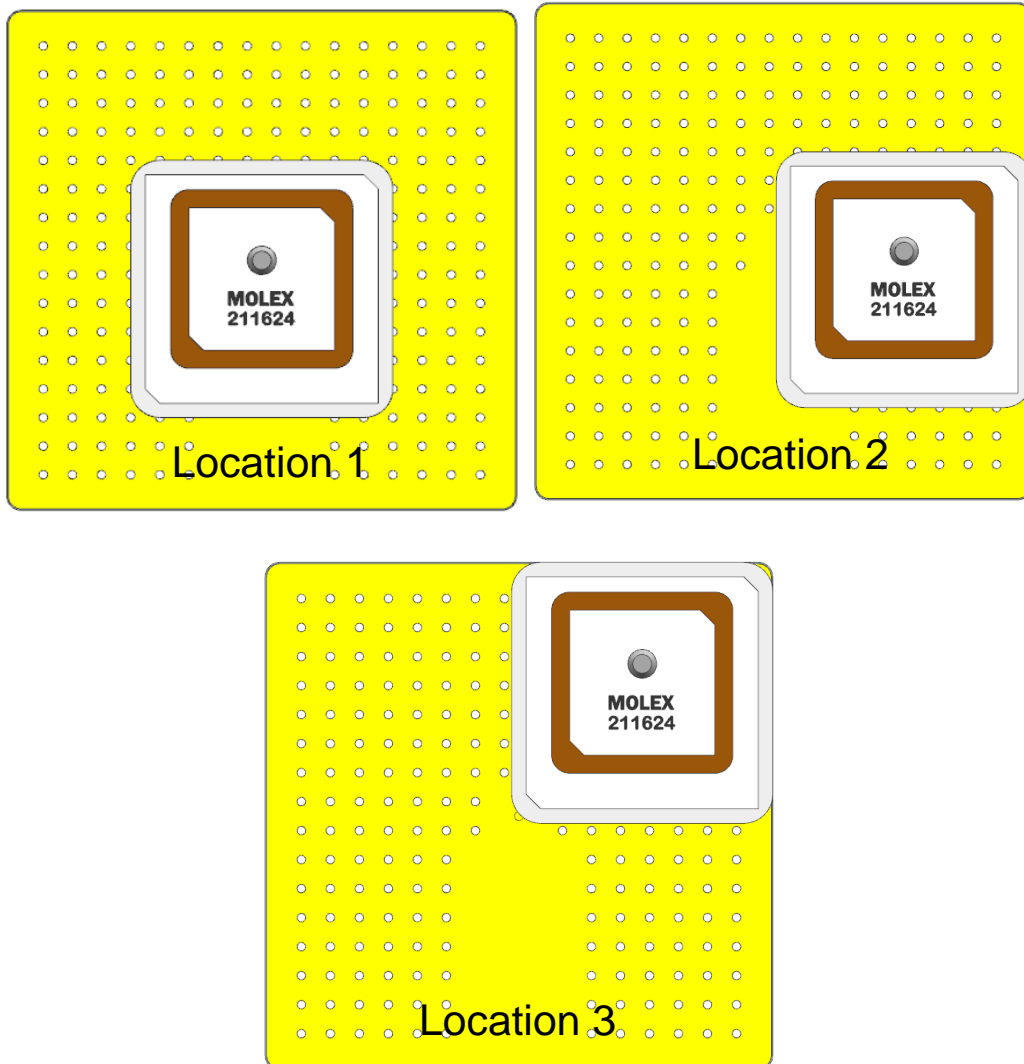 MOLEX
211624
Location 1
MOLEX
211624
Location 2
MOLEX
211624
Location 3